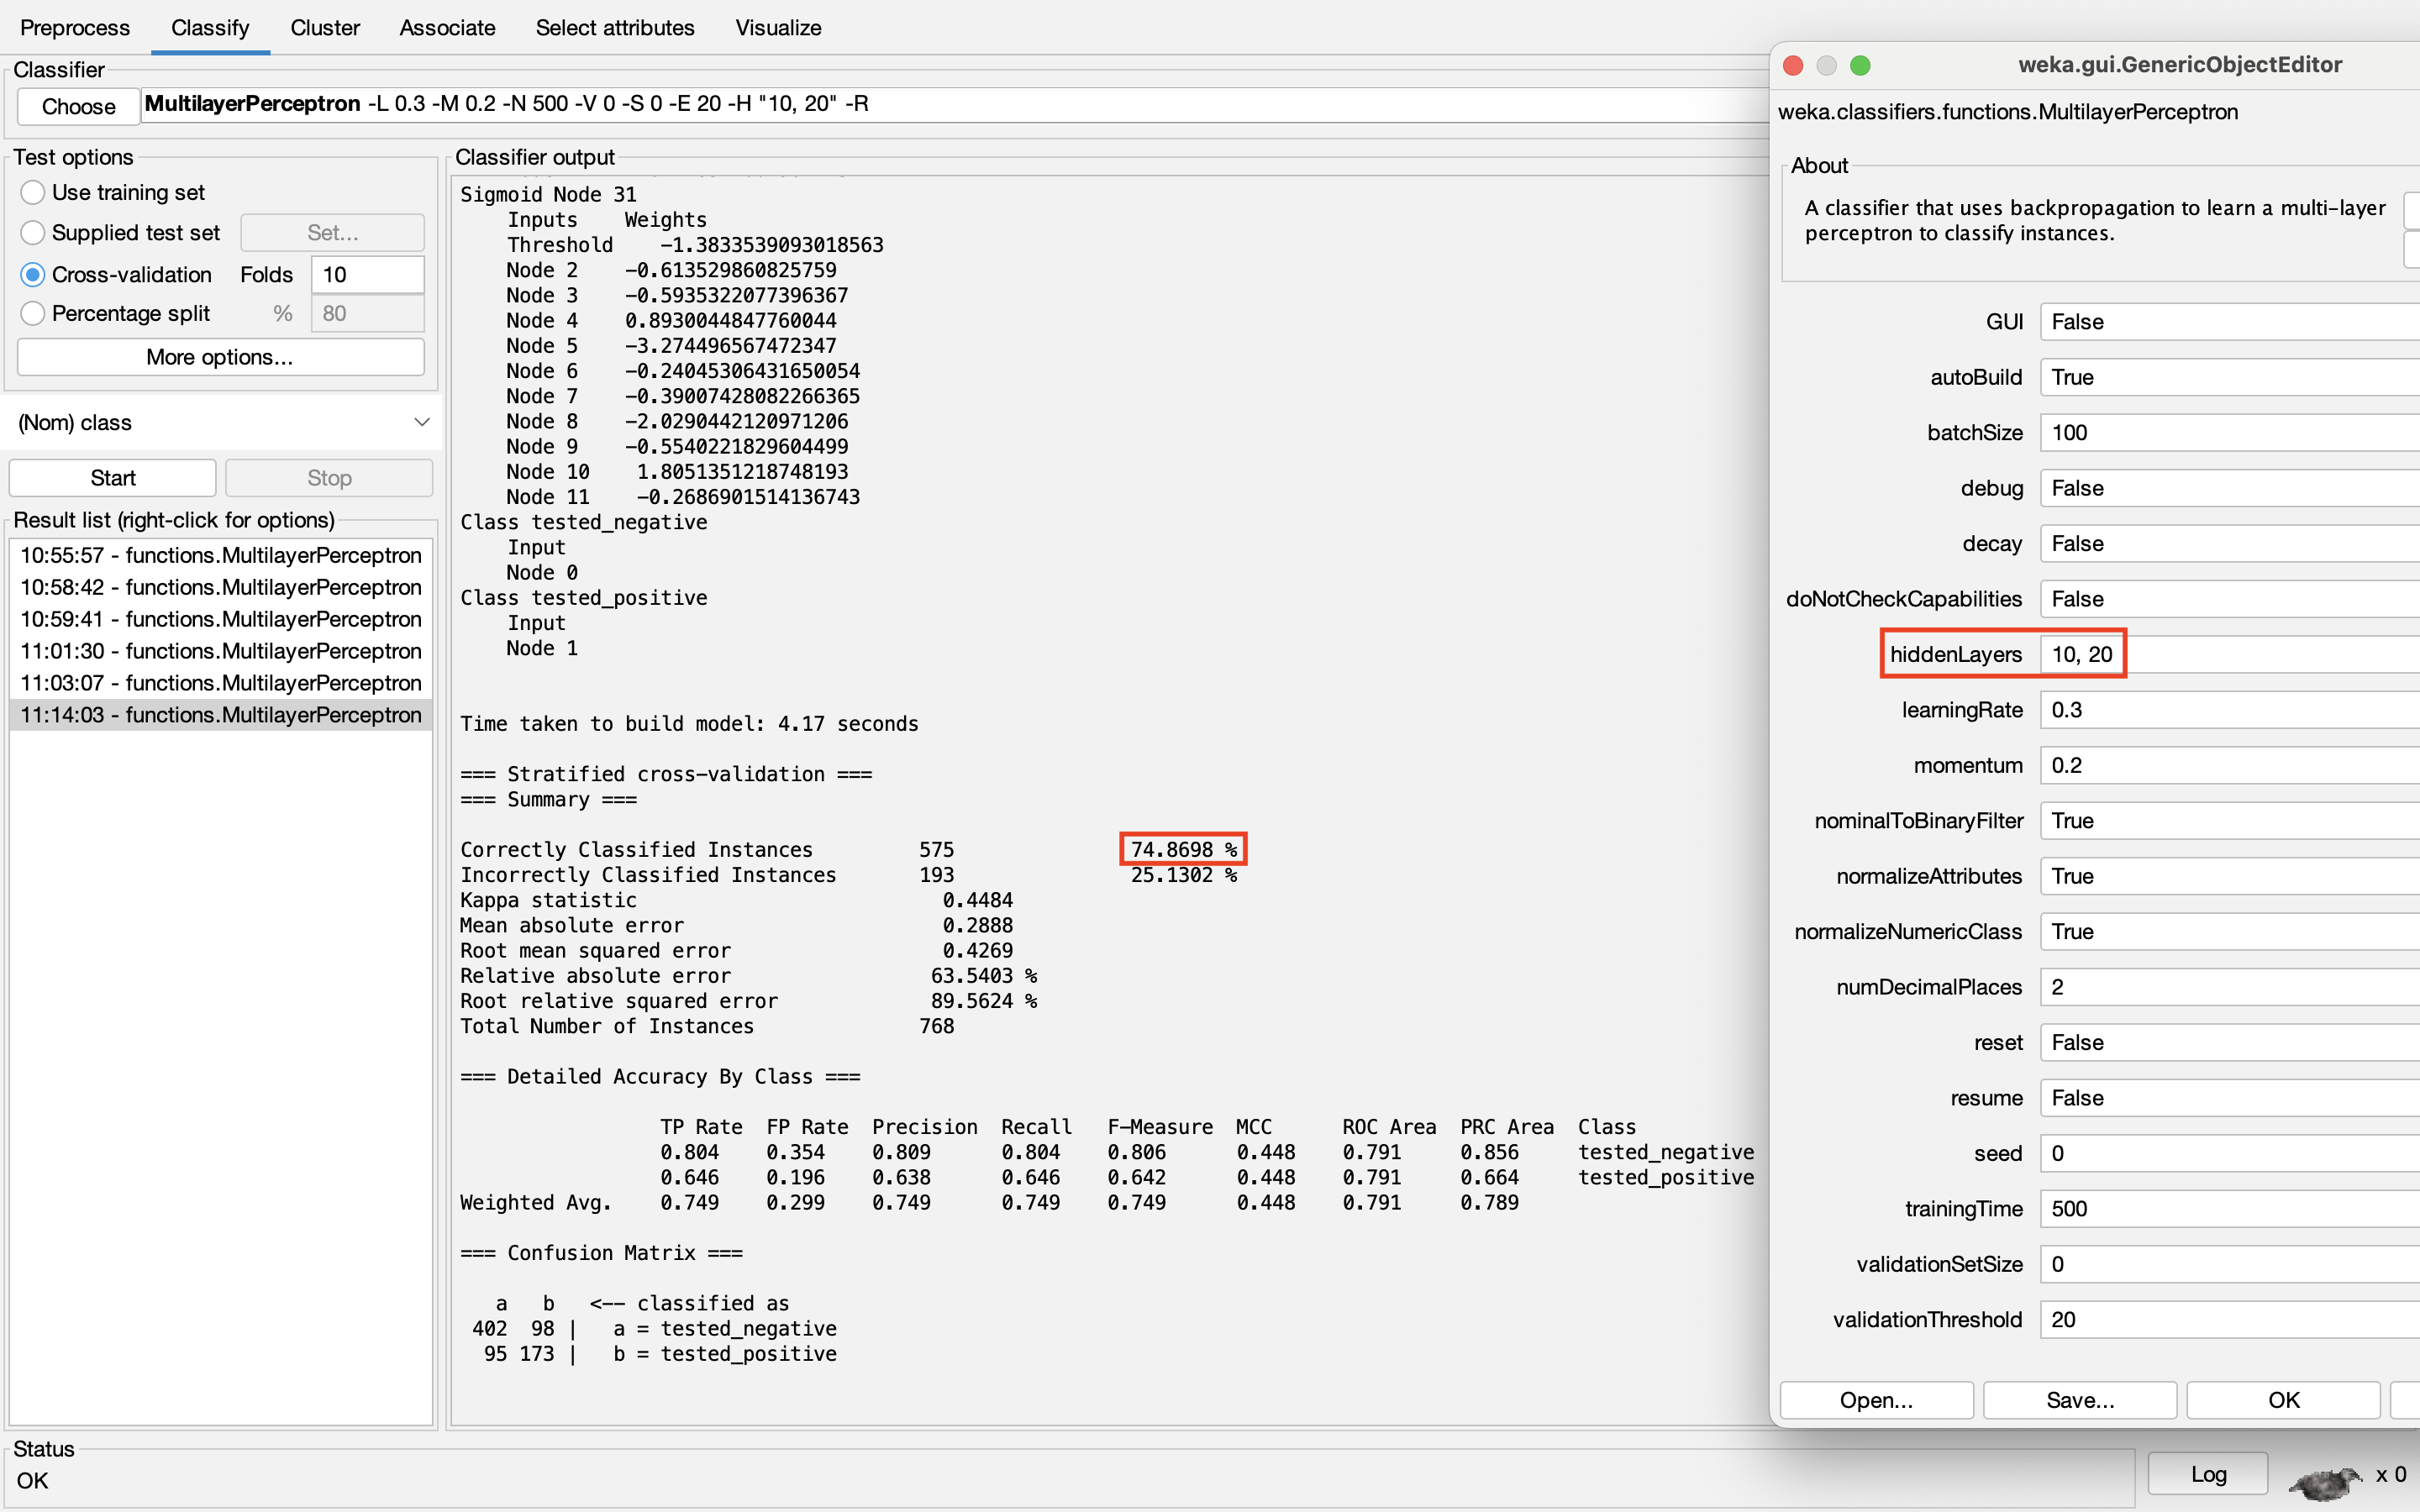 Preprocess Classify Cluster Associate Select attributes Visualize
Classifier
Choose MultilayerPerceptron -L 0.3 -M 0.2 -N 500 -V 0 -S 0 -E 20 -H "10, 20" -R
Test options
Use training set
Supplied test set Set...
Cross-validation Folds 10
Percentage split % 80
More options...
(Nom) class
Start Stop
Result list (right-click for options)
10:55:57 - functions.MultilayerPerceptron
10:58:42 - functions.MultilayerPerceptron
10:59:41 - functions.MultilayerPerceptron
11:01:30 - functions.MultilayerPerceptron
11:03:07 - functions.MultilayerPerceptron
11:14:03 - functions.MultilayerPerceptron
Classifier output
Sigmoid Node 31
Inputs Weights
Threshold -1.3833539093018563
Node 2 -0.613529860825759
Node 3 -0.5935322077396367
Node 4 0.8930044847760044
Node 5 -3.274496567472347
Node 6 -0.24045306431650054
Node 7 -0.39007428082266365
Node 8 -2.0290442120971206
Node 9 -0.5540221829604499
Node 10 1.8051351218748193
Node 11 -0.2686901514136743
Class tested_negative
Input
Node 0
Class tested_positive
Input
Node 1
Time taken to build model: 4.17 seconds
=== Stratified cross-validation ===
=== Summary ===
Correctly Classified Instances 575 74.8698 %
Incorrectly Classified Instances 193 25.1302 %
Kappa statistic 0.4484
Mean absolute error 0.2888
Root mean squared error 0.4269
Relative absolute error 63.5403 %
Root relative squared error 89.5624 %
Total Number of Instances 768
=== Detailed Accuracy By Class ===
TP Rate FP Rate Precision Recall F-Measure MCC ROC Area PRC Area Class
0.804 0.354 0.809 0.804 0.806 0.448 0.791 0.856 tested_negative
0.646 0.196 0.638 0.646 0.642 0.448 0.791 0.664 tested_positive
Weighted Avg. 0.749 0.299 0.749 0.749 0.749 0.448 0.791 0.789
=== Confusion Matrix ===
a b <-- classified as
402 98 | a = tested_negative
95 173 | b = tested_positive
weka.gui.GenericObjectEditor
weka.classifiers.functions.MultilayerPerceptron
About
A classifier that uses backpropagation to learn a multi-layer
perceptron to classify instances.
GUI False
autoBuild True
batchSize 100
debug False
decay False
doNotCheckCapabilities False
hiddenLayers 10, 20
learningRate 0.3
momentum 0.2
nominalToBinaryFilter True
normalizeAttributes True
normalizeNumericClass True
numDecimalPlaces 2
reset False
resume False
seed 0
trainingTime 500
validationSetSize 0
validationThreshold 20
Open... Save... OK
Status
OK
Log x 0